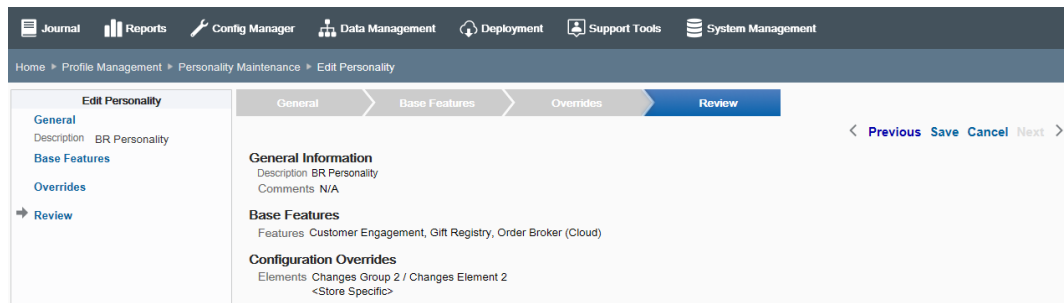 Journal Reports Config Manager Data Management Deployment Support Tools System Management
Home Profile Management Personality Maintenance Edit Personality
Edit Personality
General
Description BR Personality
Base Features
Overrides
Review
General Base Features Overrides Review
Previous Save Cancel Next
General Information
Description BR Personality
Comments N/A
Base Features
Features Customer Engagement, Gift Registry, Order Broker (Cloud)
Configuration Overrides
Elements Changes Group 2 / Changes Element 2
<Store Specific>